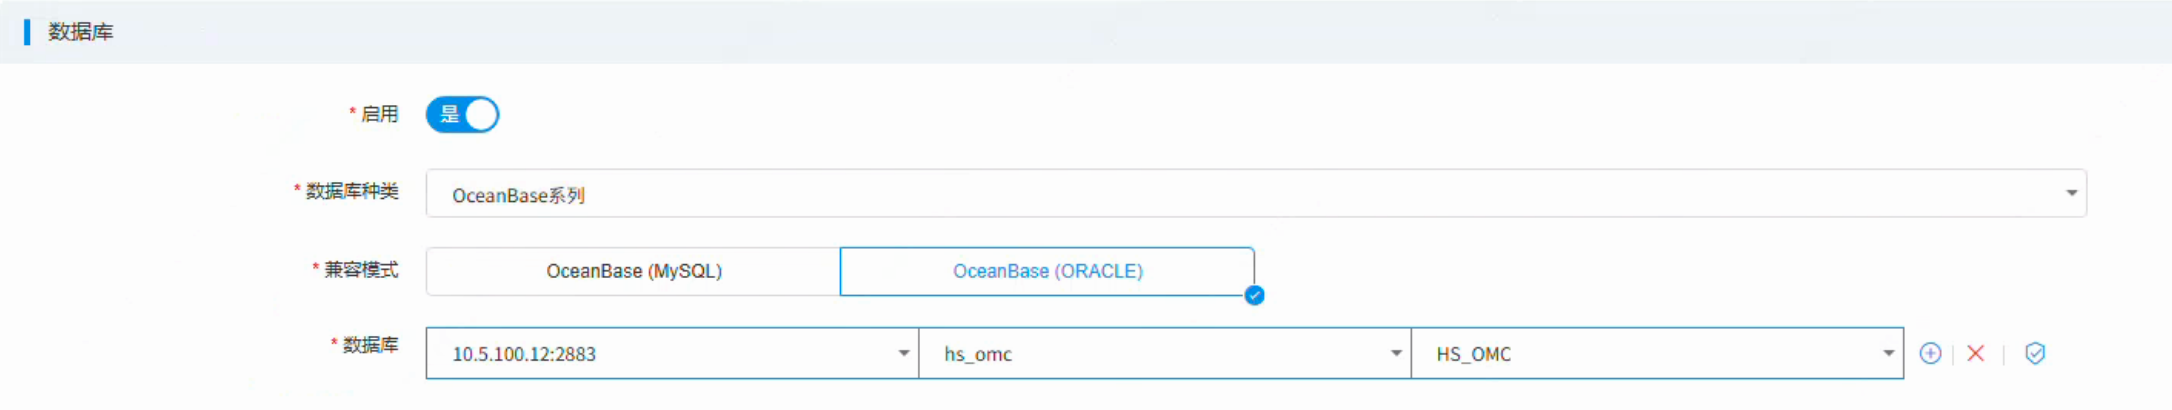 数据库
* 启用 是
* 数据库种类 OceanBase系列
* 兼容模式 OceanBase (MySQL) OceanBase (ORACLE)
* 数据库 10.5.100.12:2883 hs_omc HS_OMC